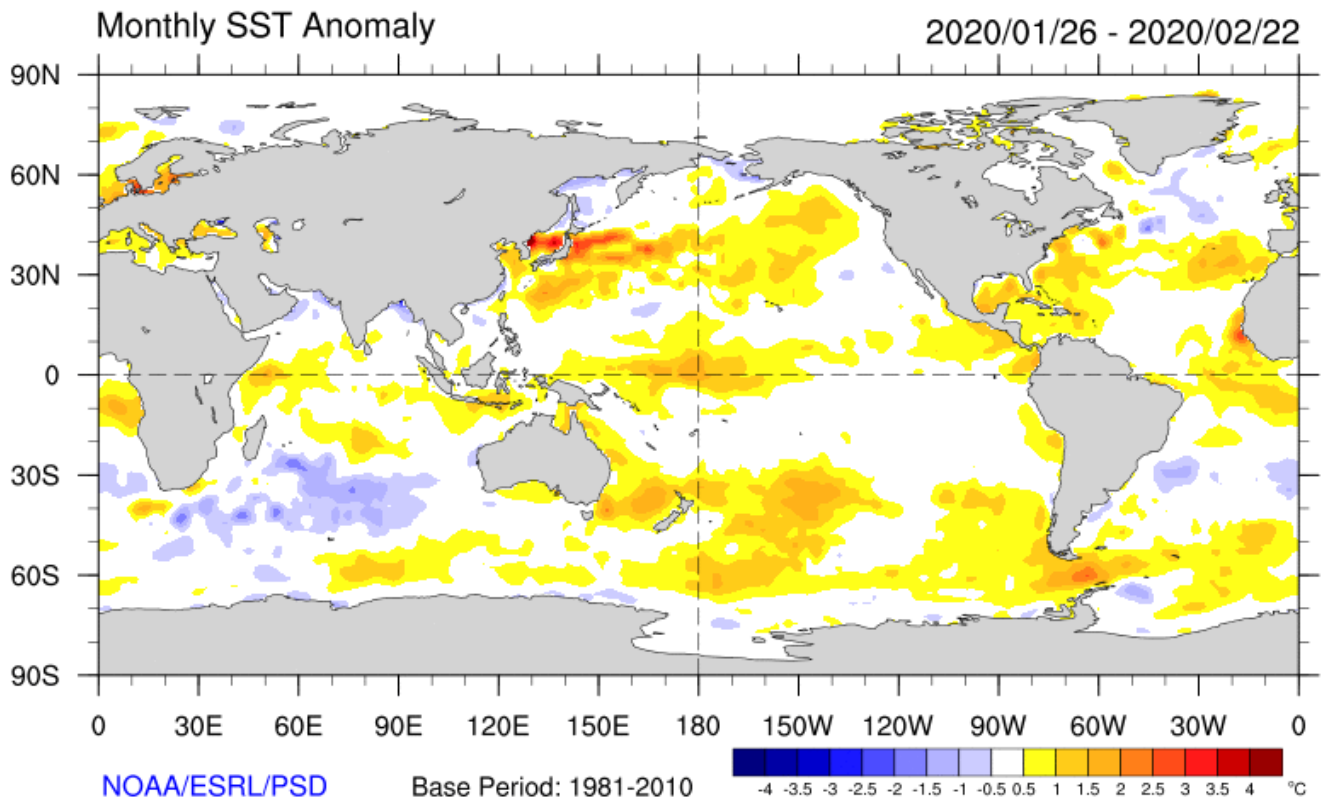 Monthly SST Anomaly 2020/01/26 - 2020/02/22
90N
60N
30N
0
30S
60S
90S
0 30E 60E 90E 120E 150E 180 150W 120W 90W 60W 30W 0
-4 -3.5 -3 -2.5 -2 -1.5 -1 -0.5 0.5 1 1.5 2 2.5 3 3.5 4 °C
NOAA/ESRL/PSD Base Period: 1981-2010